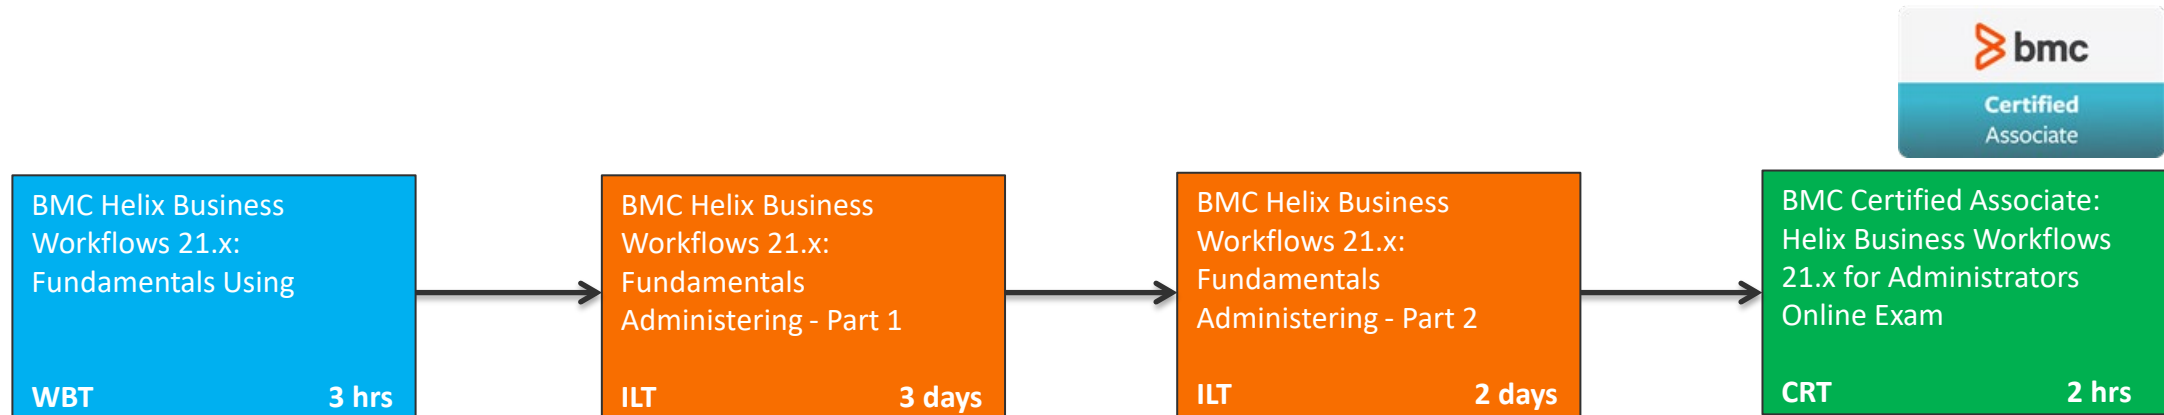 bmc
Certified
Associate
BMC Helix Business
Workflows 21.x:
Fundamentals Using
WBT 3 hrs
BMC Helix Business
Workflows 21.x:
Fundamentals
Administering - Part 1
ILT 3 days
BMC Helix Business
Workflows 21.x:
Fundamentals
Administering - Part 2
ILT 2 days
BMC Certified Associate:
Helix Business Workflows
21.x for Administrators
Online Exam
CRT 2 hrs